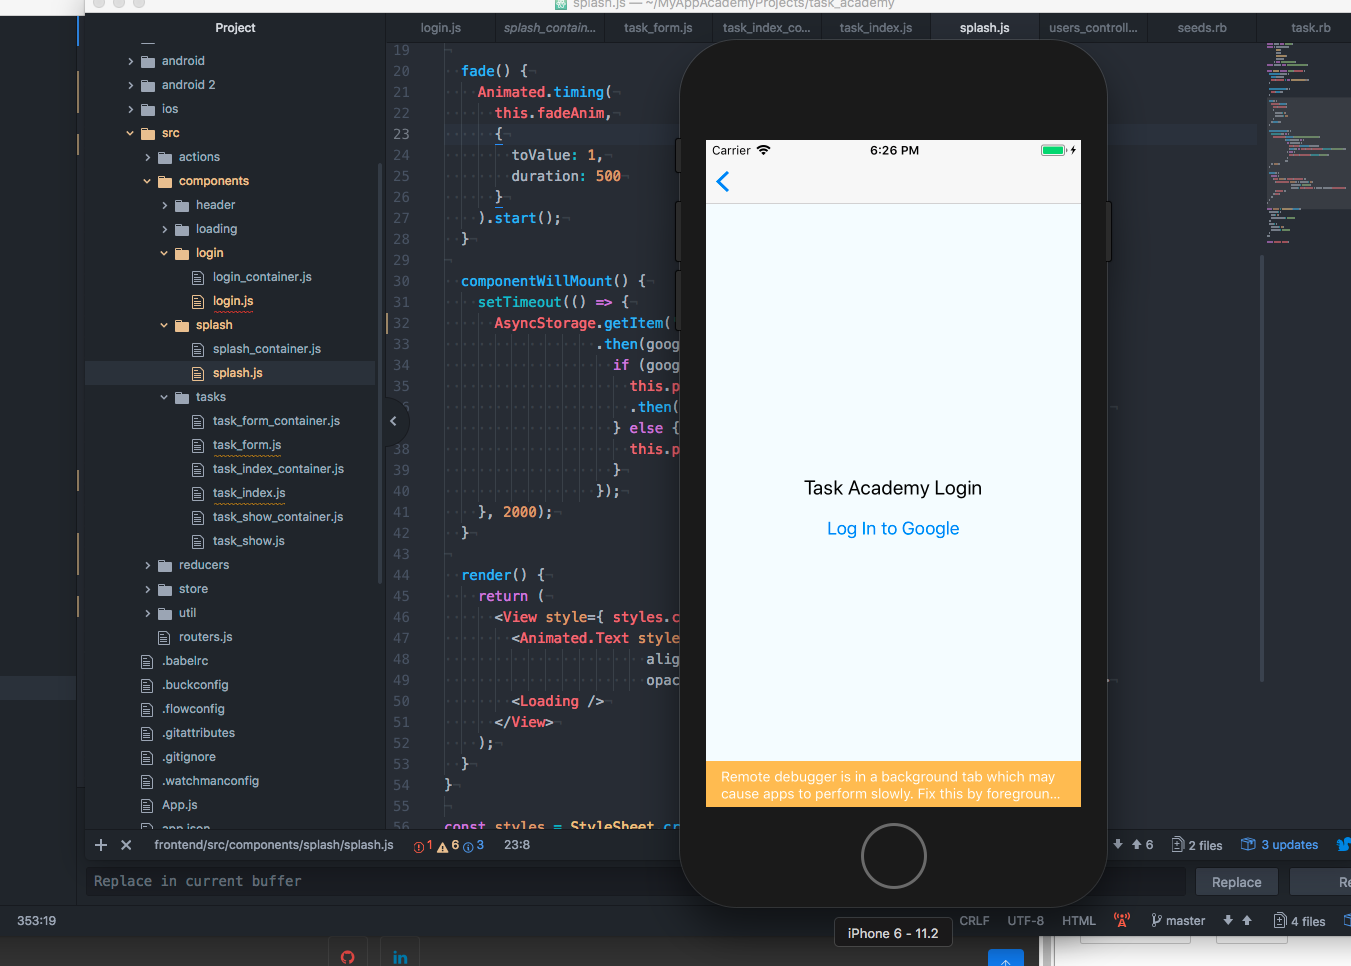 splash.js — ~/MyAppAcademyProjects/task_academy
Project
login.js
splash_contain...
task_form.js
task_index_co...
task_index.js
splash.js
users_controll...
seeds.rb
task.rb
android
android 2
ios
src
actions
components
header
loading
login
login_container.js
login.js
splash
splash_container.js
splash.js
tasks
task_form_container.js
task_form.js
task_index_container.js
task_index.js
task_show_container.js
task_show.js
reducers
store
util
routers.js
.babelrc
.buckconfig
.flowconfig
.gitattributes
.gitignore
.watchmanconfig
App.js
app.json
19
20 fade() {
21 Animated.timing(
22 this.fadeAnim,
23 {
24 toValue: 1,
25 duration: 500
26 }
27 ).start();
28 }
29
30 componentWillMount() {
31 setTimeout(() => {
32 AsyncStorage.getItem(
33 .then(goog
34 if (goog
35 this.p
.then(
} else {
38 this.p
39 }
40 });
41 }, 2000);
42 }
43
44 render() {
45 return (
46 <View style={ styles.c
47 <Animated.Text style
48 alig
49 opac
50 <Loading />
51 </View>
52 );
53 }
54 }
55
56 const styles = StyleSheet.cr
Carrier
6:26 PM
Task Academy Login
Log In to Google
Remote debugger is in a background tab which may
cause apps to perform slowly. Fix this by foregroun...
frontend/src/components/splash/splash.js
1
6
3
23:8
6
2 files
3 updates
Replace in current buffer
Replace
Re
353:19
CRLF
UTF-8
HTML
master
4 files
iPhone 6 - 11.2
in